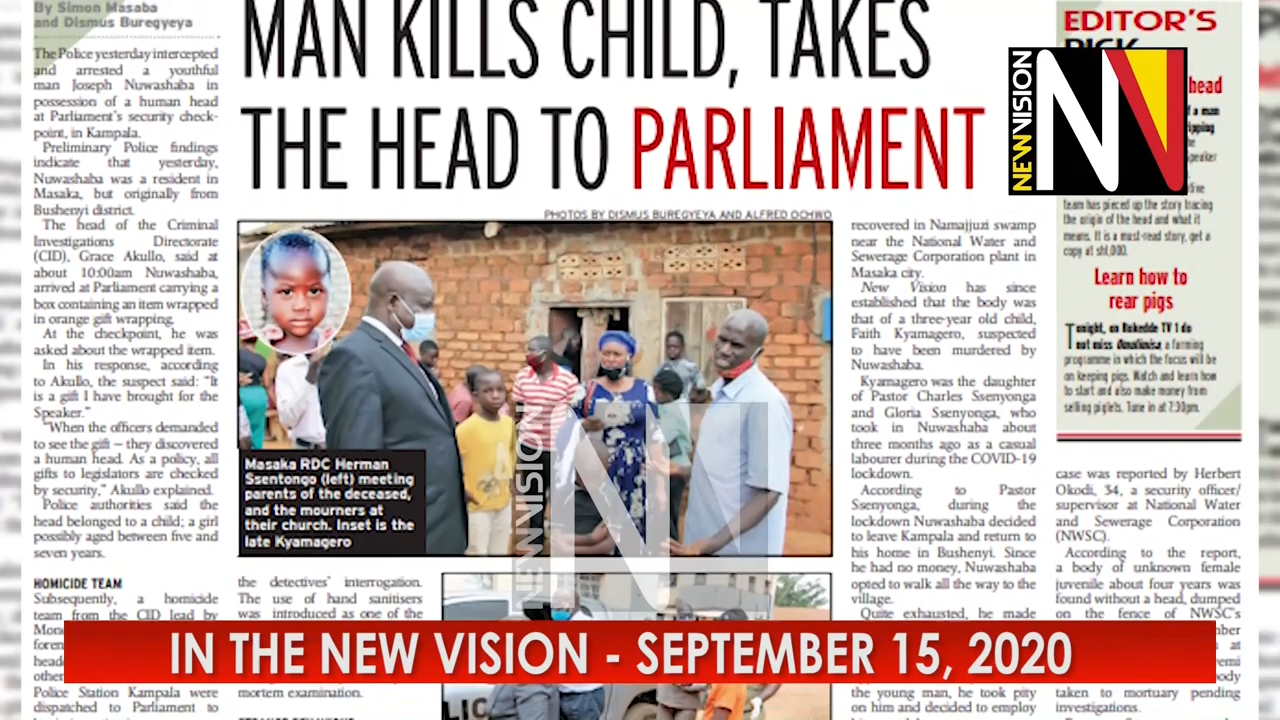 By Simon Masaba
and Dismus Buregyeya
The Police yesterday intercepted
and arrested a youthful
man Joseph Nuwashaba in
possession of a human head
at Parliament's security check-
point, in Kampala.
Preliminary Police findings
indicate that yesterday,
Nuwashaba was a resident in
Masaka, but originally from
Bushenyi district.
The head of the Criminal
Investigations Directorate
(CID), Grace Akullo, said at
about 10:00am Nuwashaba,
arrived at Parliament carrying a
box containing an item wrapped
in orange gift wrapping.
At the checkpoint, he was
asked about the wrapped item.
In his response, according
to Akullo, the suspect said: "It
is a gift I have brought for the
Speaker."
"When the officers demanded
to see the gift – they discovered
a human head. As a policy, all
gifts to legislators are checked
by security," Akullo explained.
Police authorities said the
head belonged to a child; a girl
possibly aged between five and
seven years.
HOMICIDE TEAM
Subsequently, a homicide
team from the CID lead by
Police Station Kampala were
dispatched to Parliament to
MAN KILLS CHILD, TAKES
THE HEAD TO PARLIAMENT
PHOTOS BY DISMUS BUREGYEYA AND ALFRED OCHWO
Masaka RDC Herman
Ssentongo (left) meeting
parents of the deceased,
and the mourners at
their church. Inset is the
late Kyamagero
the detectives' interrogation.
The use of hand sanitisers
was introduced as one of the
mortem examination.
recovered in Namajjuzi swamp
near the National Water and
Sewerage Corporation plant in
Masaka city.
New Vision has since
established that the body was
that of a three-year old child,
Faith Kyamagero, suspected
to have been murdered by
Nuwashaba.
Kyamagero was the daughter
of Pastor Charles Ssenyonga
and Gloria Ssenyonga, who
took in Nuwashaba about
three months ago as a casual
labourer during the COVID-19
lockdown.
According to Pastor
Ssenyonga, during the
lockdown Nuwashaba decided
to leave Kampala and return to
his home in Bushenyi. Since
he had no money, Nuwashaba
opted to walk all the way to the
village.
Quite exhausted, he made
the young man, he took pity
on him and decided to employ
EDITOR'S
PICK
head
team has pieced up the story tracing
the origin of the head and what it
means. It is a must-read story, get a
copy at sh1,000.
Learn how to
rear pigs
Tonight, on Bukedde TV 1 do
not miss, a farming
programme in which the focus will be
on keeping pigs. Watch and learn how
to start and also make money from
selling piglets. Tune in at 7:30pm.
case was reported by Herbert
Okodi, 34, a security officer/
supervisor at National Water
and Sewerage Corporation
(NWSC).
According to the report,
a body of unknown female
juvenile about four years was
found without a head, dumped
on the fence of NWSC's
taken to mortuary pending
investigations.
NEW VISION
NEW VISION
IN THE NEW VISION - SEPTEMBER 15, 2020